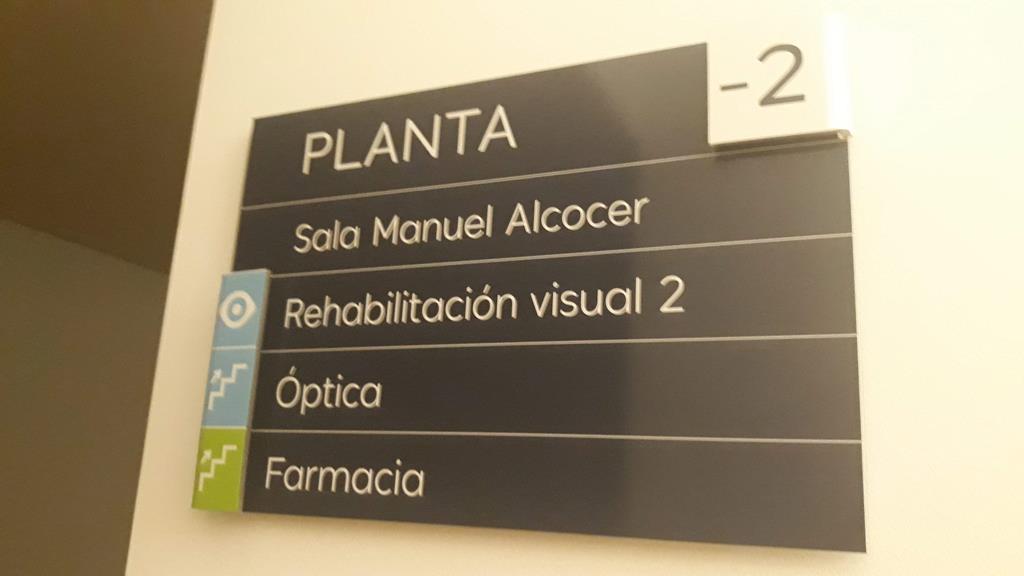 PLANTA -2
Sala Manuel Alcocer
Rehabilitación visual 2
Óptica
Farmacia